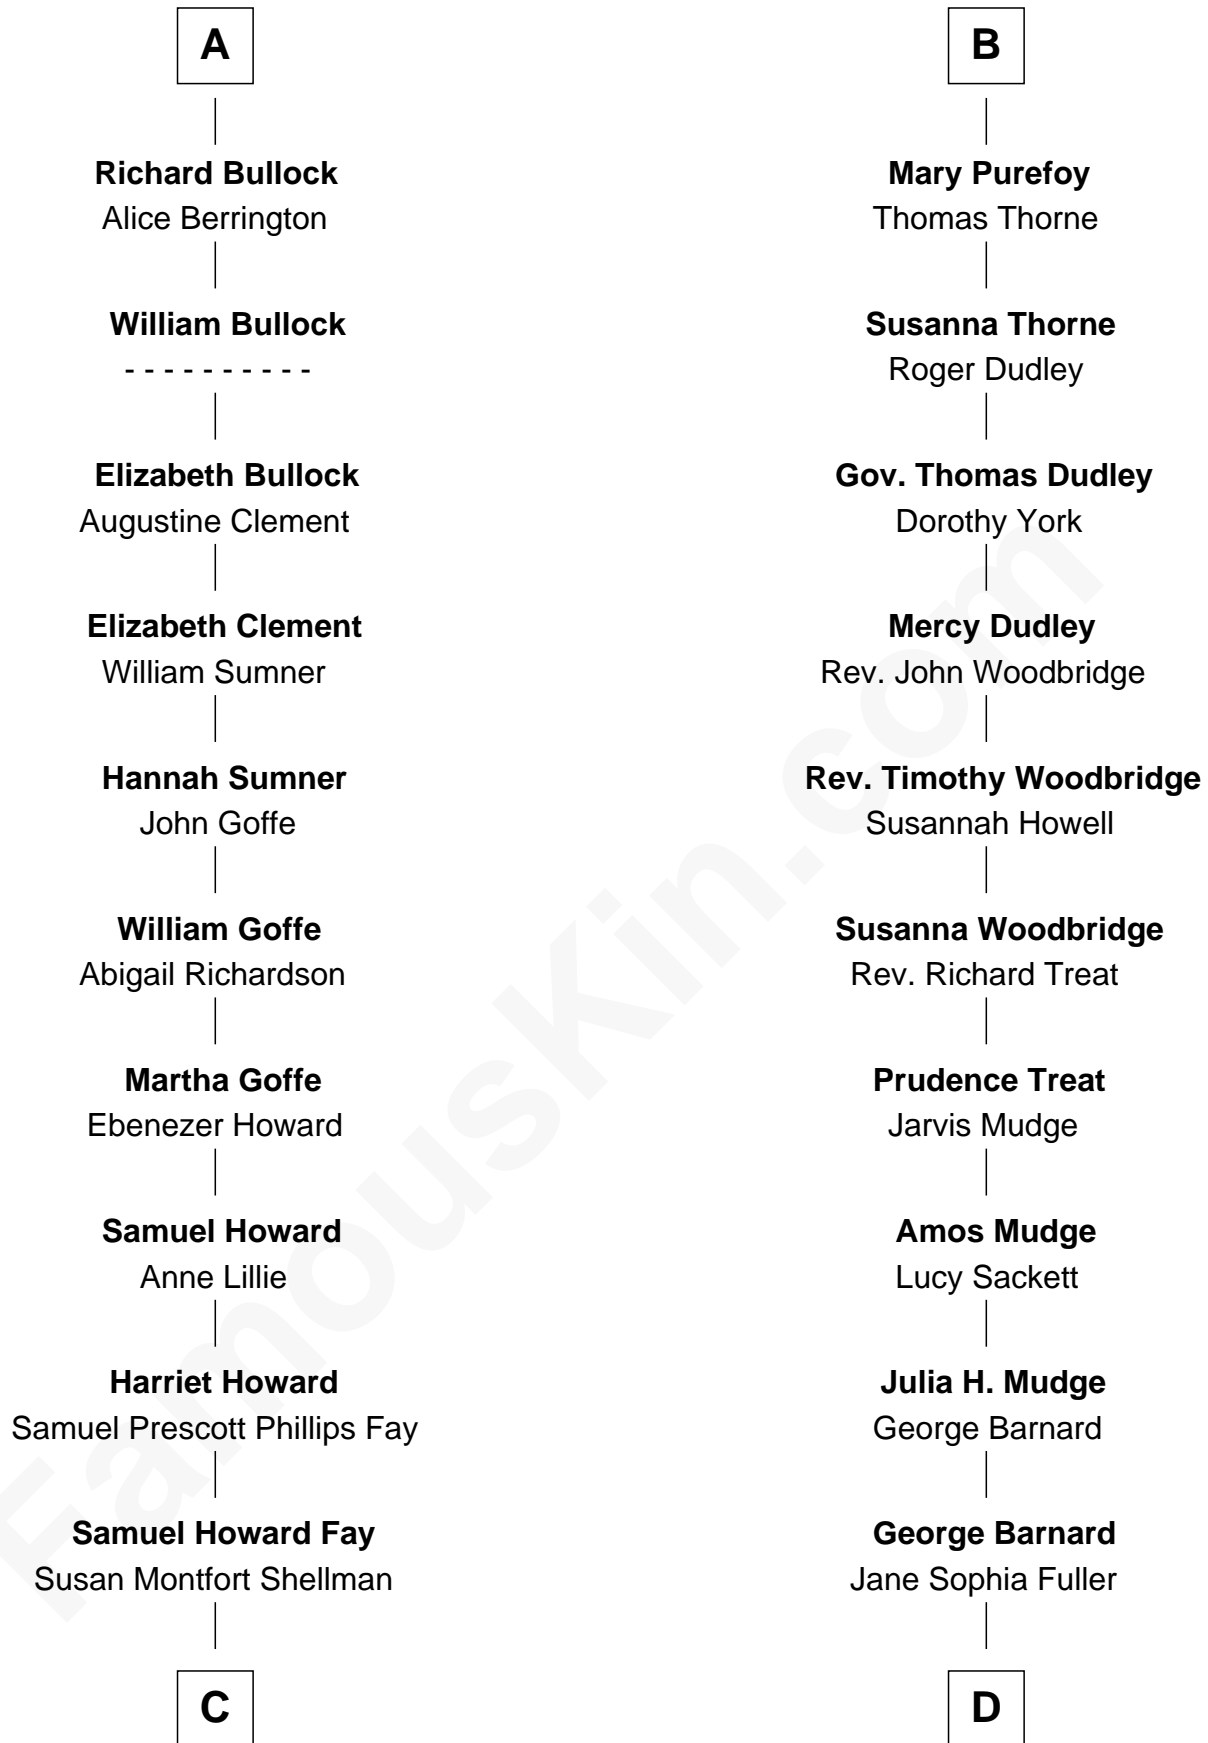 A
Richard Bullock
Alice Berrington
William Bullock
- - - - - - - - - -
Elizabeth Bullock
Augustine Clement
Elizabeth Clement
William Sumner
Hannah Sumner
John Goffe
William Goffe
Abigail Richardson
Martha Goffe
Ebenezer Howard
Samuel Howard
Anne Lillie
Harriet Howard
Samuel Prescott Phillips Fay
Samuel Howard Fay
Susan Montfort Shellman
C
B
Mary Purefoy
Thomas Thorne
Susanna Thorne
Roger Dudley
Gov. Thomas Dudley
Dorothy York
Mercy Dudley
Rev. John Woodbridge
Rev. Timothy Woodbridge
Susannah Howell
Susanna Woodbridge
Rev. Richard Treat
Prudence Treat
Jarvis Mudge
Amos Mudge
Lucy Sackett
Julia H. Mudge
George Barnard
George Barnard
Jane Sophia Fuller
D
FamousKin.com